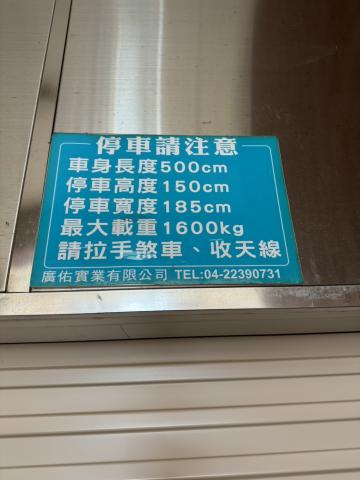 停車請注意
車身長度500cm
停車高度150cm
停車寬度185cm
最大載重1600kg
請拉手煞車、收天線
廣佑實業有限公司 TEL:04-22390731